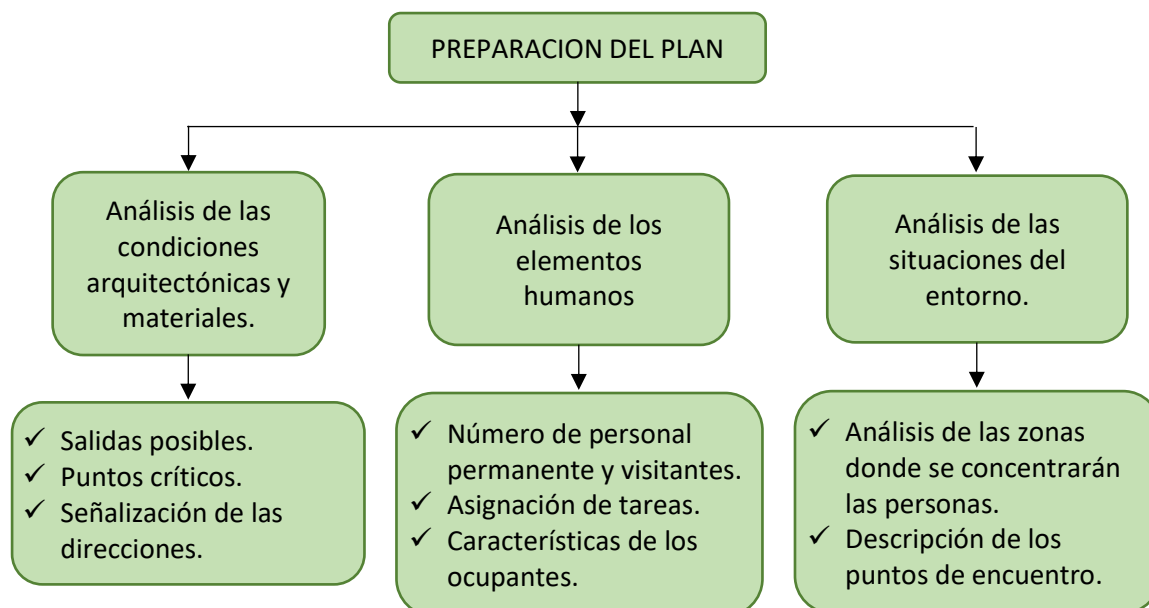 PREPARACION DEL PLAN
Análisis de las
condiciones
arquitectónicas y
materiales.
Análisis de los
elementos
humanos
Análisis de las
situaciones del
entorno.
✓ Salidas posibles.
✓ Puntos críticos.
✓ Señalización de las
direcciones.
✓ Número de personal
permanente y visitantes.
✓ Asignación de tareas.
✓ Características de los
ocupantes.
✓ Análisis de las zonas
donde se concentrarán
las personas.
✓ Descripción de los
puntos de encuentro.